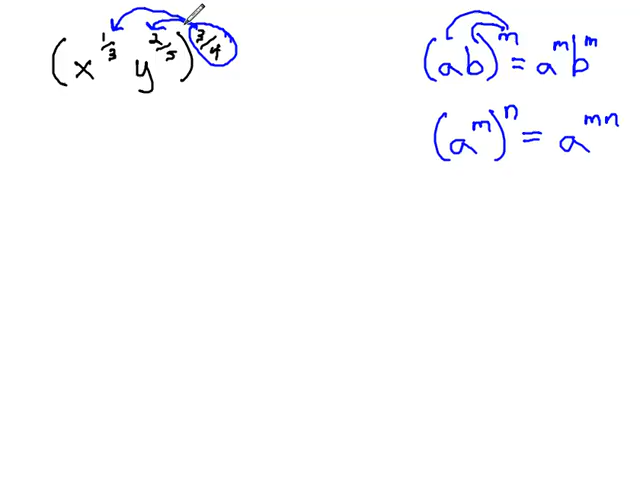 (x^{1/3} y^{2/5})^{3/4}
(ab)^m = a^m b^m
(a^m)^n = a^{mn}